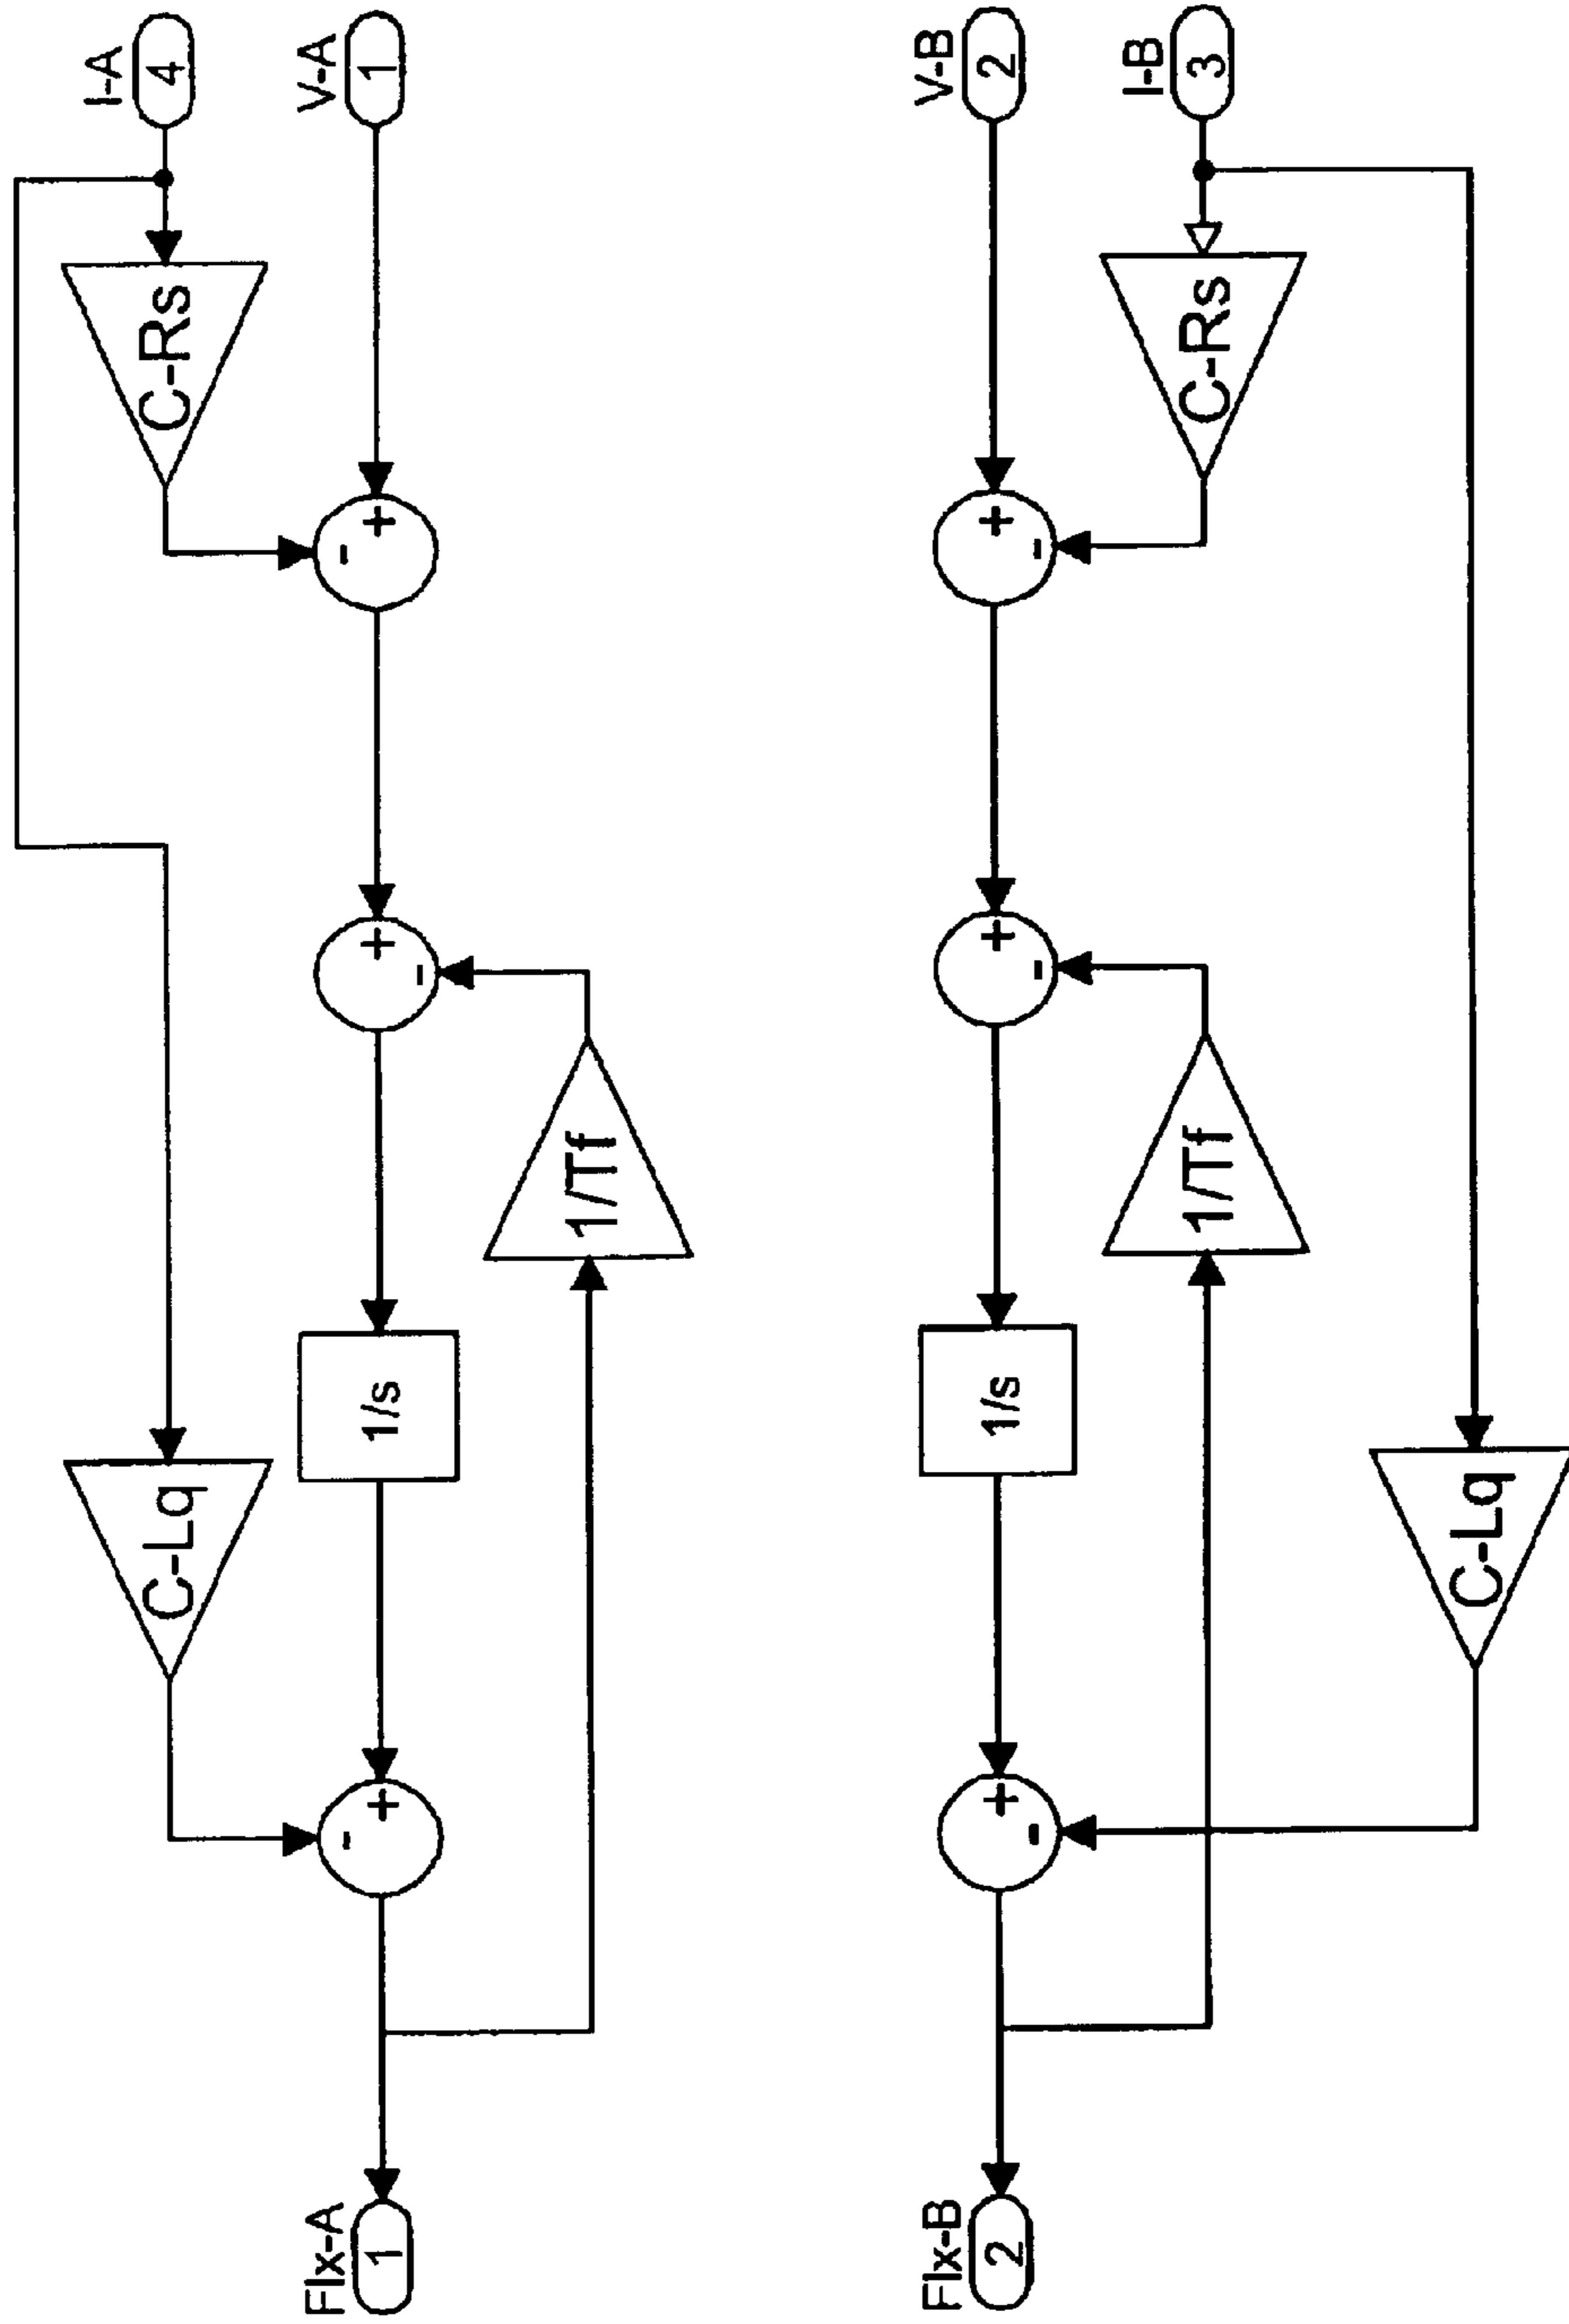 I-A
4
V-A
1
C-Rs
-
+
+
-
1/Tf
1/s
C-Lq
-
+
Flx-A
1
V-B
2
I-B
3
C-Rs
+
-
+
-
1/Tf
1/s
C-Lq
+
-
Flx-B
2